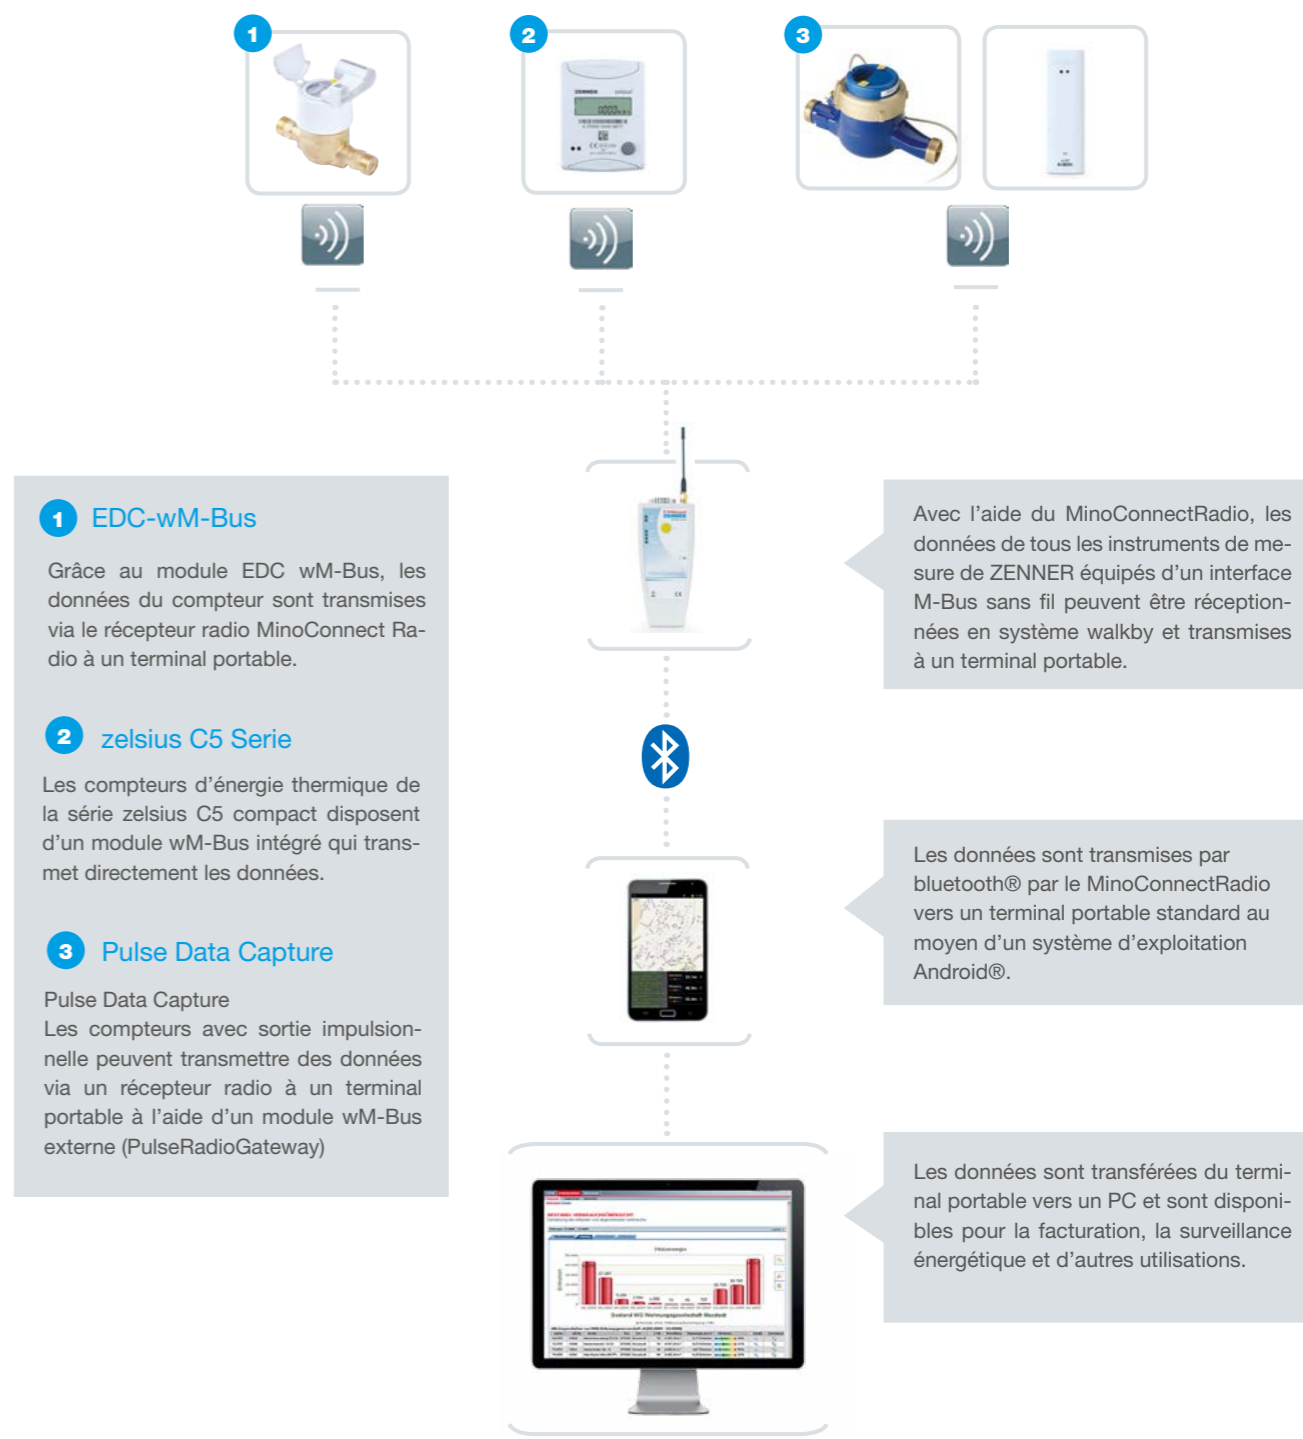 1
2
3
ZENNER
1 EDC-wM-Bus
Grâce au module EDC wM-Bus, les
données du compteur sont transmises
via le récepteur radio MinoConnect Ra-
dio à un terminal portable.
2 zelsius C5 Serie
Les compteurs d’énergie thermique de
la série zelsius C5 compact disposent
d’un module wM-Bus intégré qui trans-
met directement les données.
3 Pulse Data Capture
Pulse Data Capture
Les compteurs avec sortie impulsion-
nelle peuvent transmettre des données
via un récepteur radio à un terminal
portable à l’aide d’un module wM-Bus
externe (PulseRadioGateway)
ZENNER
Avec l’aide du MinoConnectRadio, les
données de tous les instruments de me-
sure de ZENNER équipés d’un interface
M-Bus sans fil peuvent être réception-
nées en système walkby et transmises
à un terminal portable.
Les données sont transmises par
bluetooth® par le MinoConnectRadio
vers un terminal portable standard au
moyen d’un système d’exploitation
Android®.
Les données sont transférées du termi-
nal portable vers un PC et sont disponi-
bles pour la facturation, la surveillance
énergétique et d’autres utilisations.